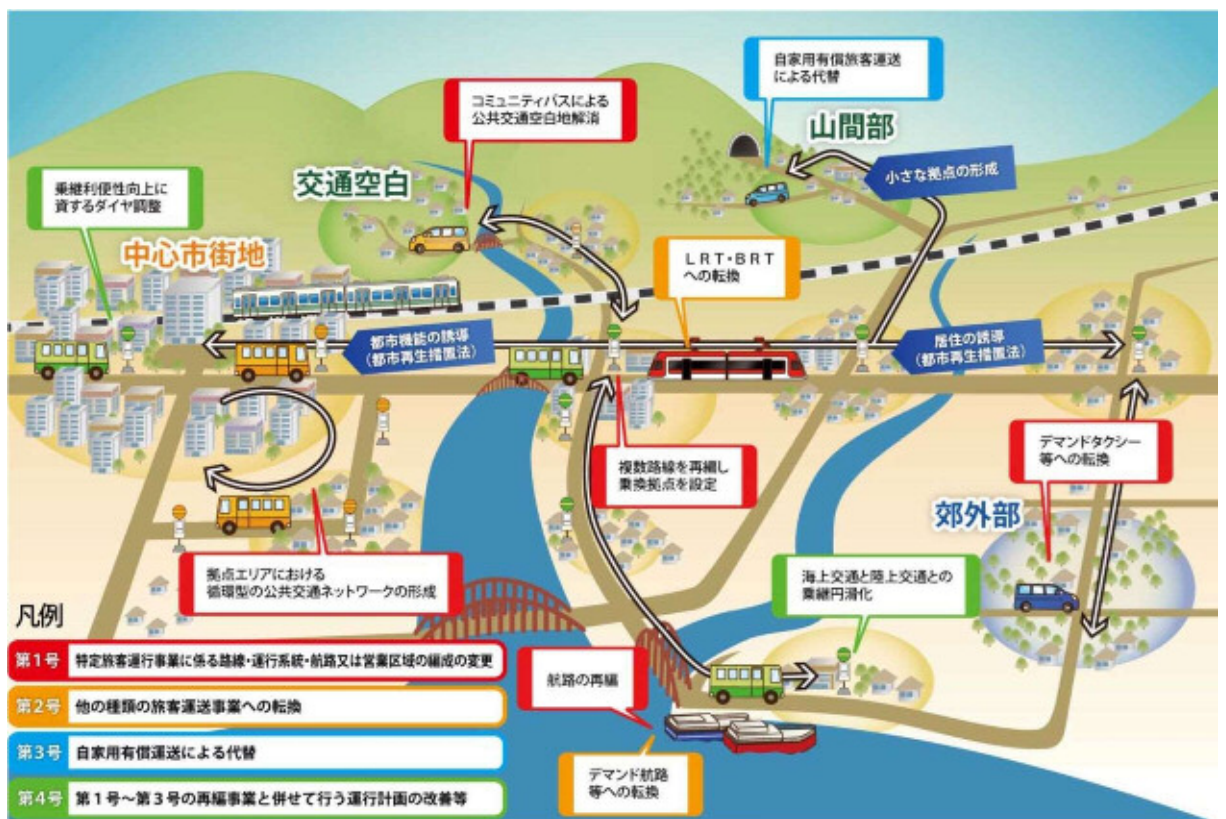 自家用有償旅客運送
による代替
コミュニティバスによる
公共交通空白地解消
山間部
小さな拠点の形成
交通空白
乗継利便性向上に
資するダイヤ調整
中心市街地
LRT・BRT
への転換
都市機能の誘導
(都市再生措置法)
居住の誘導
(都市再生措置法)
デマンドタクシー
等への転換
複数路線を再編し
乗換拠点を設定
郊外部
拠点エリアにおける
循環型の公共交通ネットワークの形成
海上交通と陸上交通との
乗継円滑化
航路の再編
デマンド航路
等への転換
凡例
第1号 特定旅客運行事業に係る路線・運行系統・航路又は営業区域の編成の変更
第2号 他の種類の旅客運送事業への転換
第3号 自家用有償運送による代替
第4号 第1号~第3号の再編事業と併せて行う運行計画の改善等